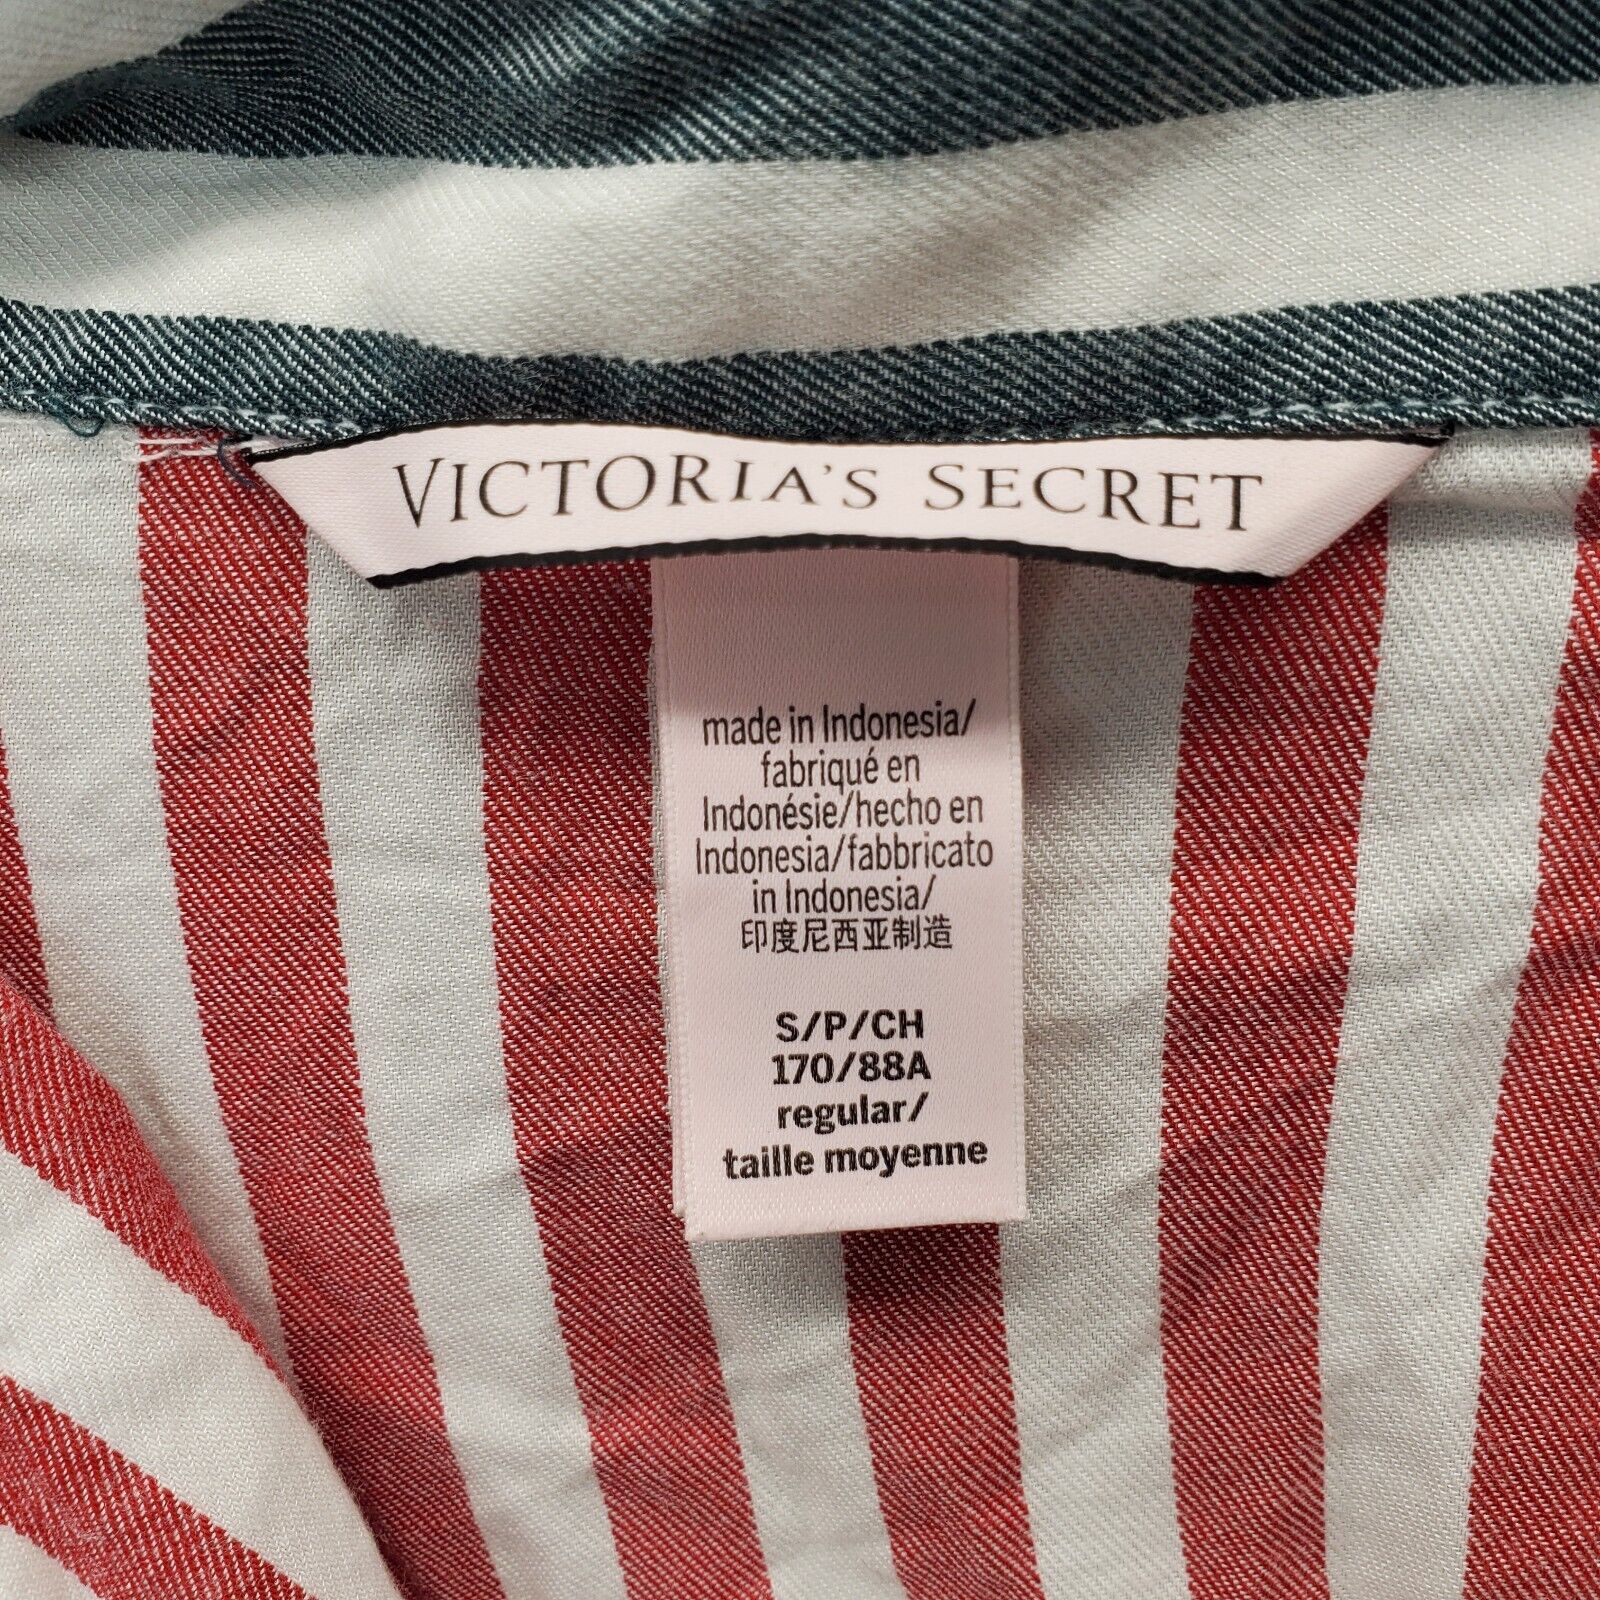 VICTORIA'S SECRET
made in Indonesia/
fabriqué en
Indonésie/hecho en
Indonesia/fabbricato
in Indonesia/
印度尼西亚制造
S/P/CH
170/88A
regular/
taille moyenne